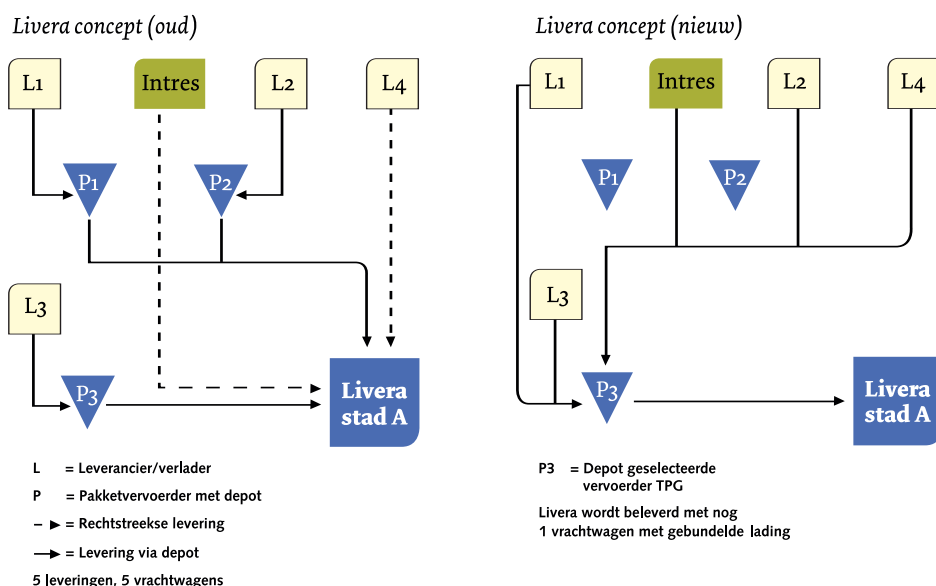 Livera concept (oud)
L1
Intres
L2
L4
P1
P2
L3
P3
Livera
stad A
L = Leverancier/verlader
P = Pakketvervoerder met depot
= Rechtstreekse levering
= Levering via depot
5 leveringen, 5 vrachtwagens
Livera concept (nieuw)
L1
Intres
L2
L4
P1
P2
L3
P3
Livera
stad A
P3 = Depot geselecteerde
vervoerder TPG
Livera wordt beleverd met nog
1 vrachtwagen met gebundelde lading